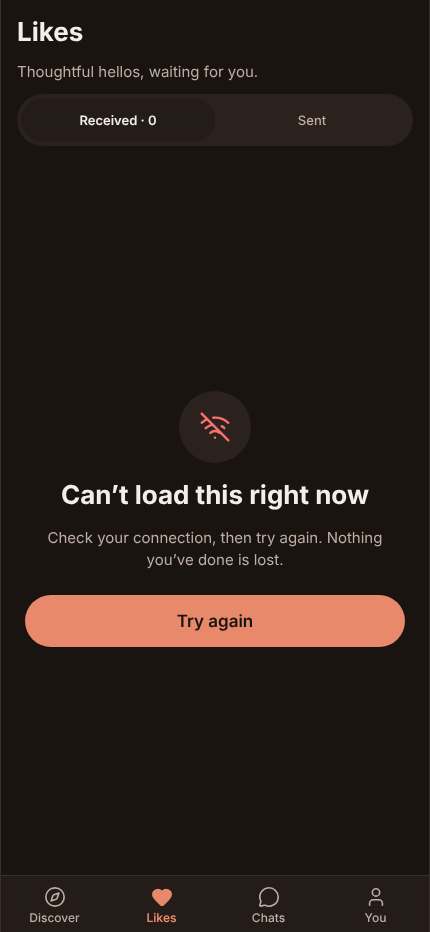 Likes
Thoughtful hellos, waiting for you.
Received · 0
Sent
Can’t load this right now
Check your connection, then try again. Nothing
you’ve done is lost.
Try again
Discover
Likes
Chats
You